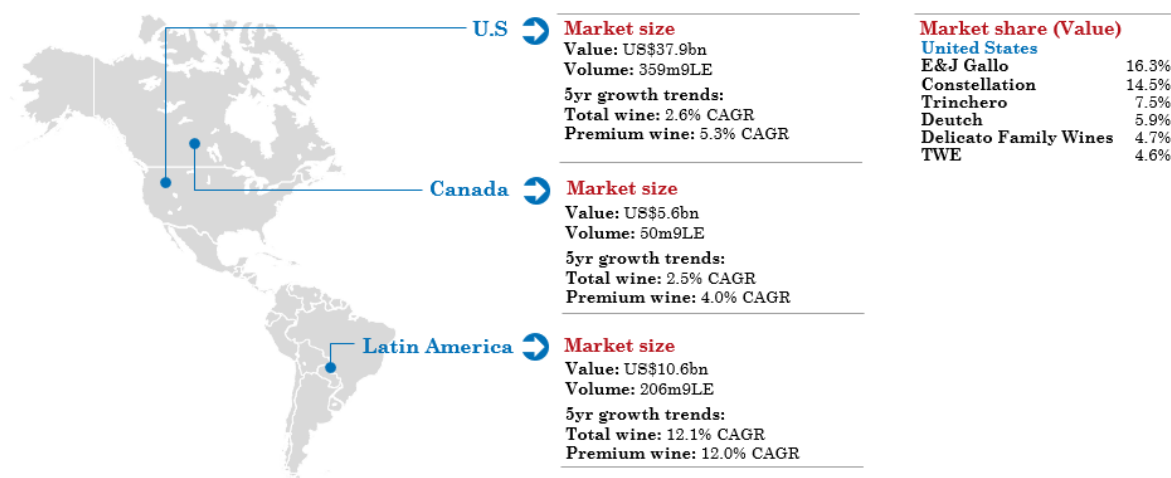 U.S
Market size
Value: US$37.9bn
Volume: 359m9LE
5yr growth trends:
Total wine: 2.6% CAGR
Premium wine: 5.3% CAGR
Canada
Market size
Value: US$5.6bn
Volume: 50m9LE
5yr growth trends:
Total wine: 2.5% CAGR
Premium wine: 4.0% CAGR
Latin America
Market size
Value: US$10.6bn
Volume: 206m9LE
5yr growth trends:
Total wine: 12.1% CAGR
Premium wine: 12.0% CAGR
Market share (Value)
United States
E&J Gallo 16.3%
Constellation 14.5%
Trinchero 7.5%
Deutch 5.9%
Delicato Family Wines 4.7%
TWE 4.6%